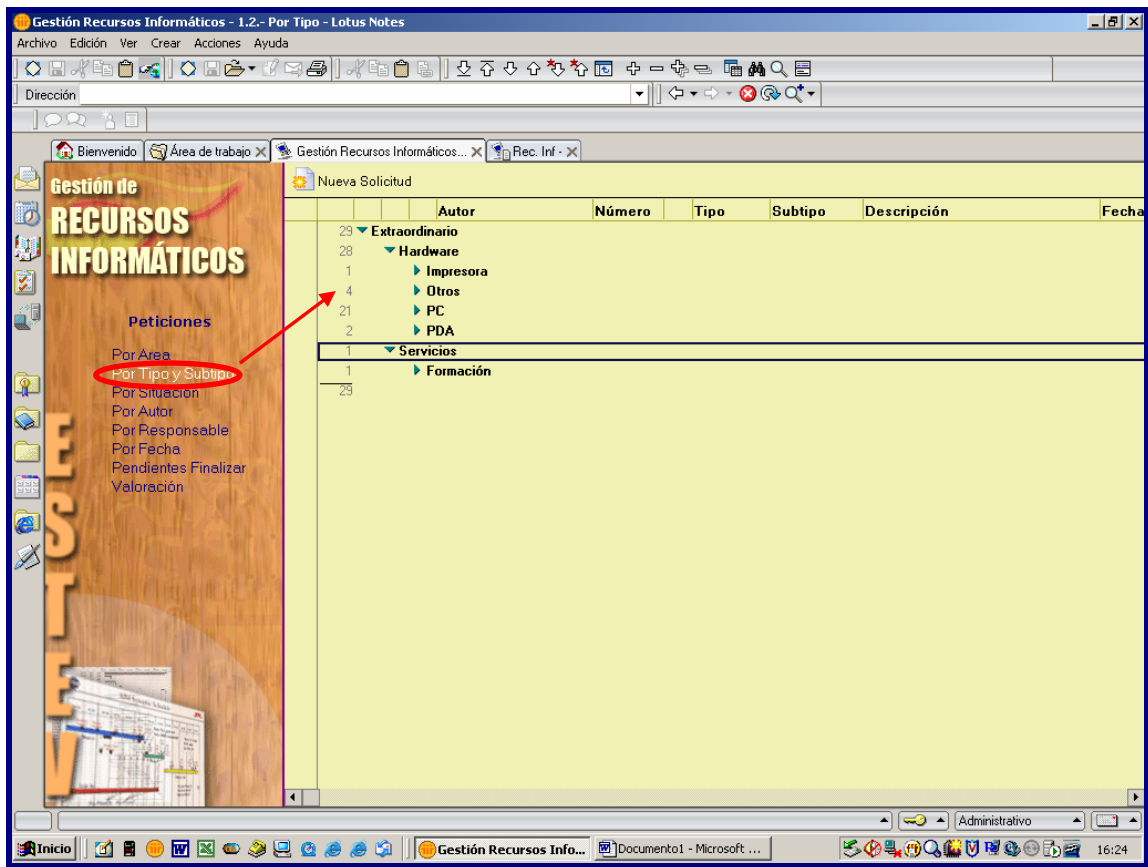 Gestión Recursos Informáticos - 1.2.- Por Tipo - Lotus Notes
Archivo Edición Ver Crear Acciones Ayuda
Dirección
Bienvenido Área de trabajo Gestión Recursos Informáticos... Rec. Inf -
Gestión de
RECURSOS
INFORMÁTICOS
Peticiones
Por Area
Por Tipo y Subtipo
Por Situación
Por Autor
Por Responsable
Por Fecha
Pendientes Finalizar
Valoración
E
S
T
E
V
Nueva Solicitud
Autor Número Tipo Subtipo Descripción Fecha
29 Extraordinario
28 Hardware
1 Impresora
4 Otros
21 PC
2 PDA
1 Servicios
1 Formación
29
Administrativo
Inicio Gestión Recursos Info... Documento1 - Microsoft ... 16:24